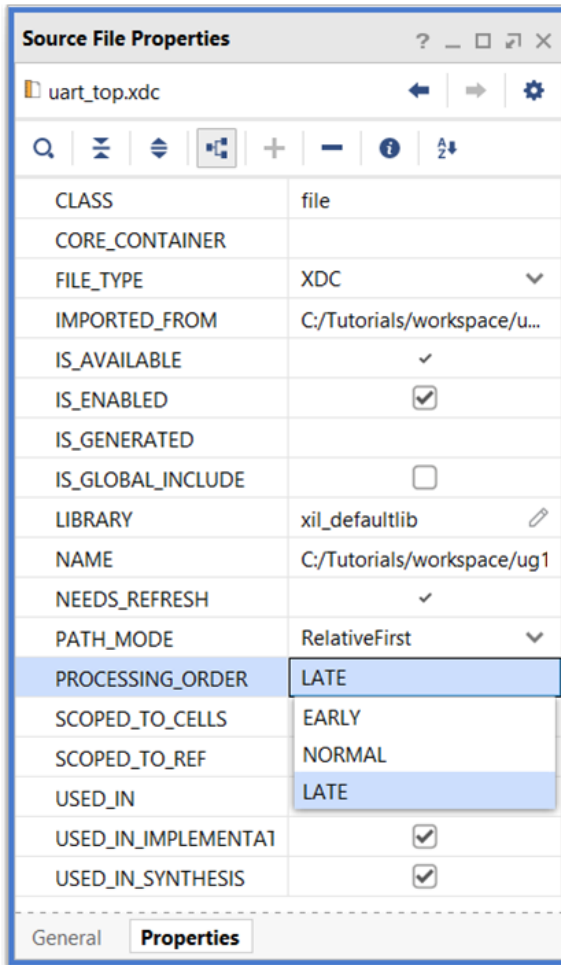 Source File Properties ?
uart_top.xdc
A
Z
CLASS file
CORE_CONTAINER
FILE_TYPE XDC
IMPORTED_FROM C:/Tutorials/workspace/u...
IS_AVAILABLE
IS_ENABLED
IS_GENERATED
IS_GLOBAL_INCLUDE
LIBRARY xil_defaultlib
NAME C:/Tutorials/workspace/ug1
NEEDS_REFRESH
PATH_MODE RelativeFirst
PROCESSING_ORDER LATE
SCOPED_TO_CELLS EARLY
SCOPED_TO_REF NORMAL
USED_IN LATE
USED_IN_IMPLEMENTAT
USED_IN_SYNTHESIS
General Properties